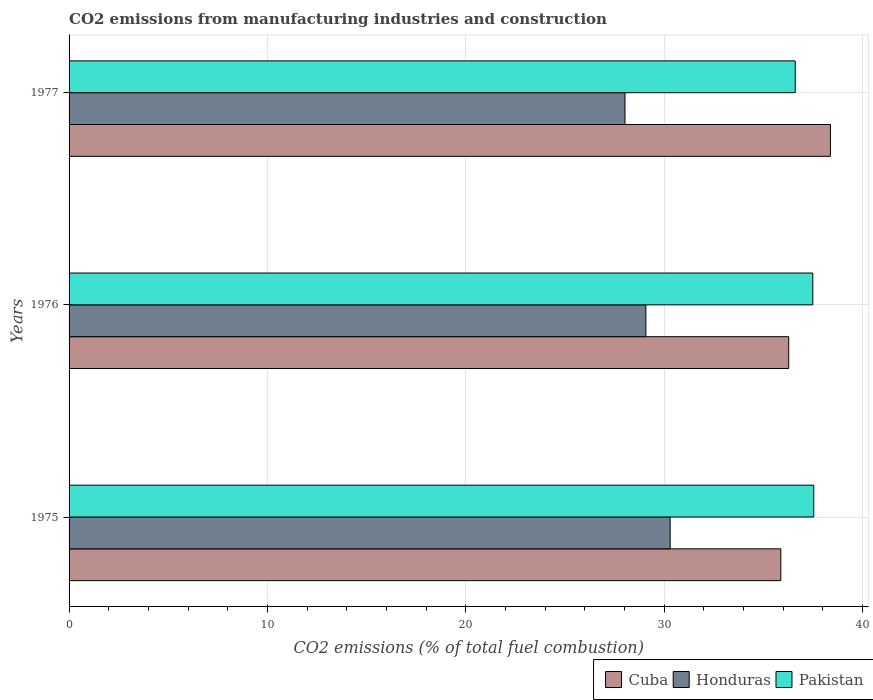 CO2 emissions from manufacturing industries and construction
1977
1976
1975
Years
0 10 20 30 40
CO2 emissions (% of total fuel combustion)
Cuba Honduras Pakistan